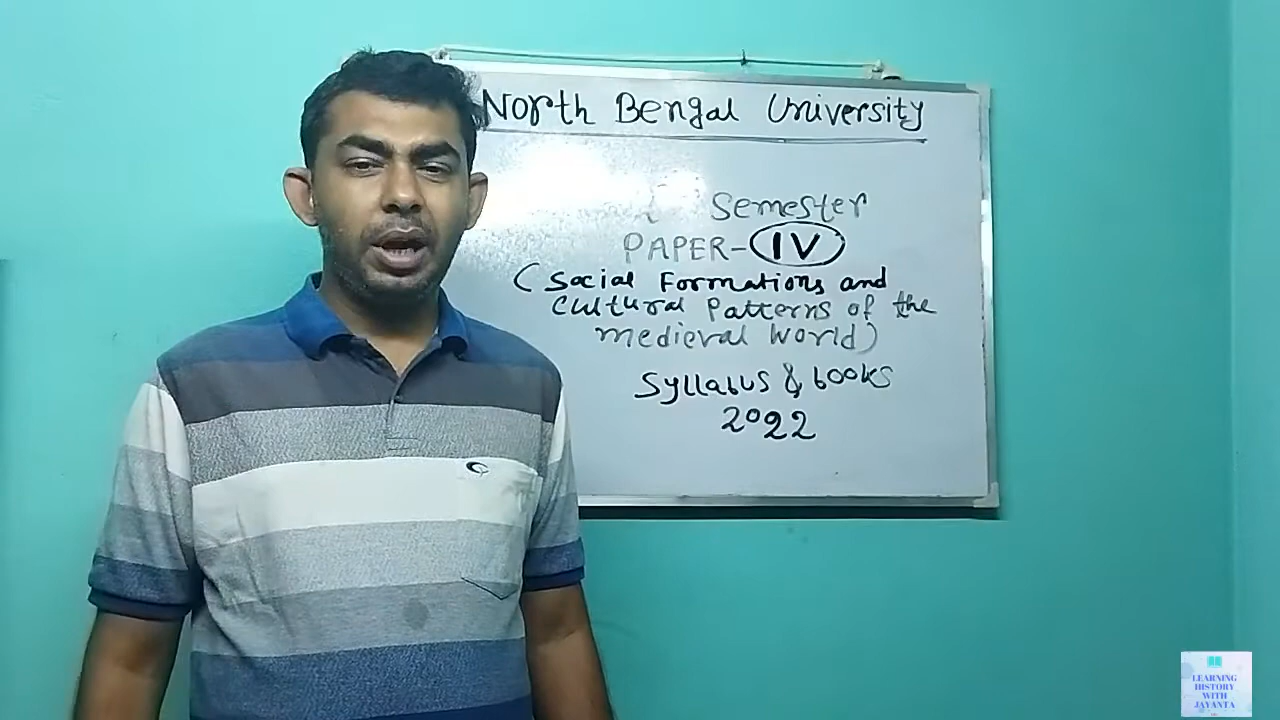 North Bengal University
Semester
PAPER-IV
(Social Formations and
Cultural Patterns of the
medieval World)
Syllabus & books
2022
LEARNING
HISTORY
WITH
JAYANTA